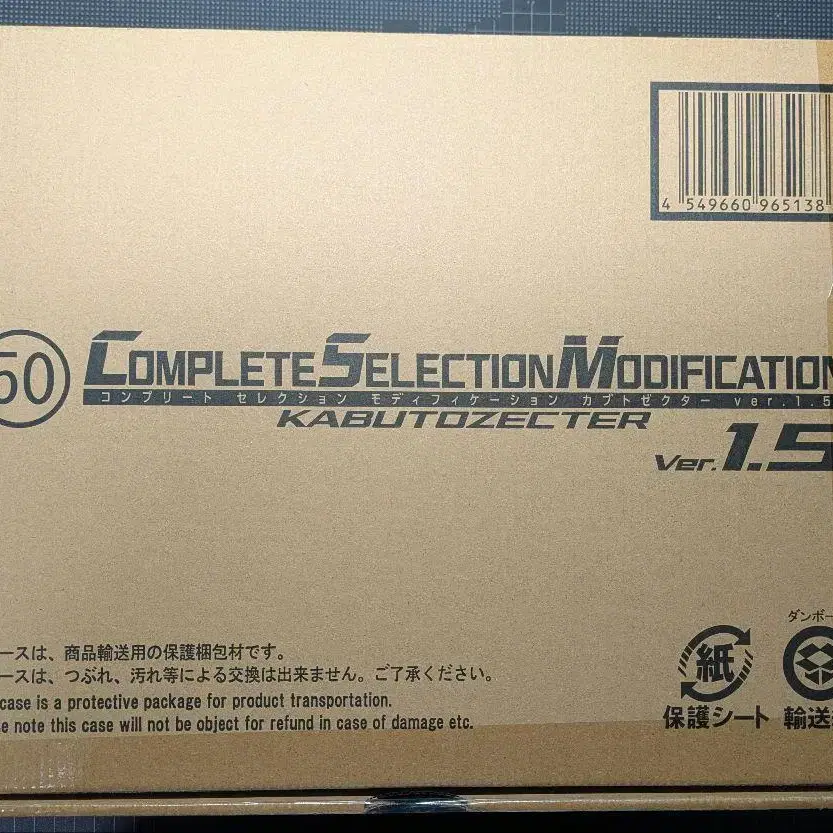 4 549660 965138
50
COMPLETE SELECTION MODIFICATION
コンプリート セレクション モディフィケーション カブトゼクター ver.1.5
KABUTOZECTER
Ver.1.5
ダンボー
ースは、商品輸送用の保護梱包材です。
ースは、つぶれ、汚れ等による交換は出来ません。ご了承ください。
case is a protective package for product transportation.
e note this case will not be object for refund in case of damage etc.
紙
保護シート
輸送